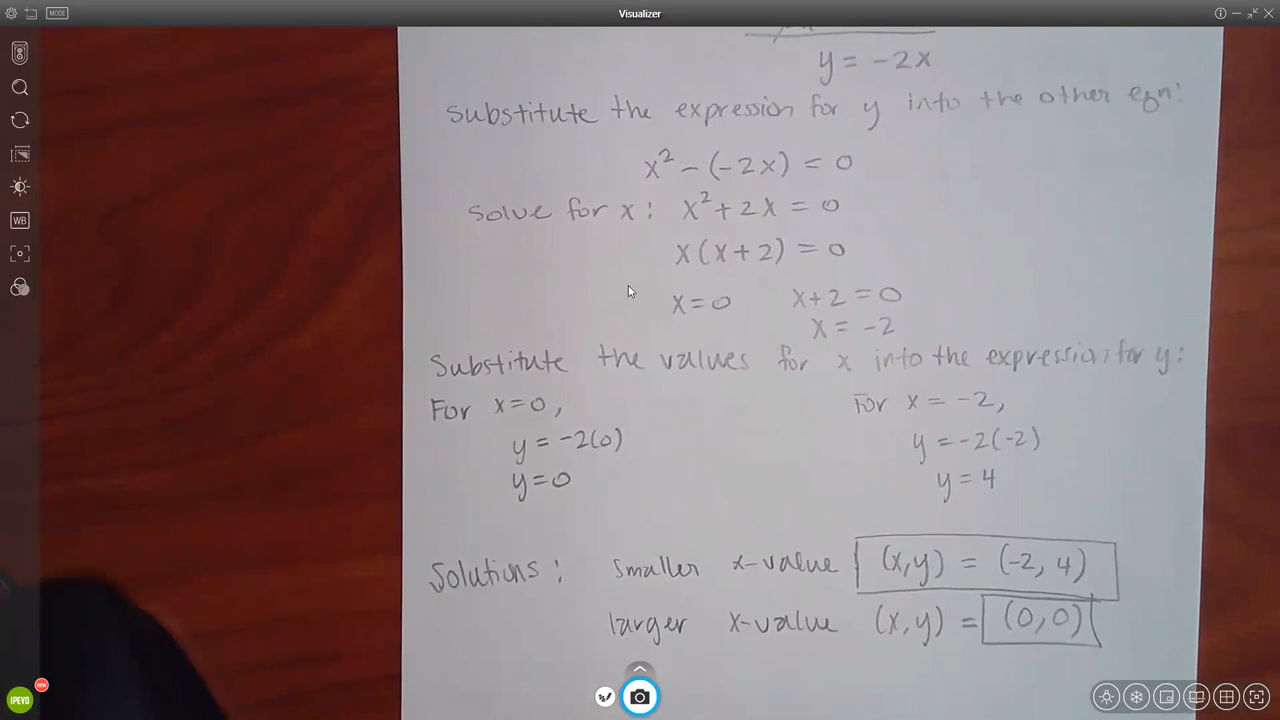 MODE
Visualizer
y = -2x
Substitute the expression for y into the other eqn:
x² - (-2x) = 0
Solve for x: x² + 2x = 0
x(x+2) = 0
x=0 x+2=0
x = -2
Substitute the values for x into the expression for y:
For x=0, For x = -2,
y = -2(0) y = -2(-2)
y=0 y = 4
Solutions: smaller x-value (x,y) = (-2, 4)
larger x-value (x,y) = (0,0)
WB
IPEVO
new